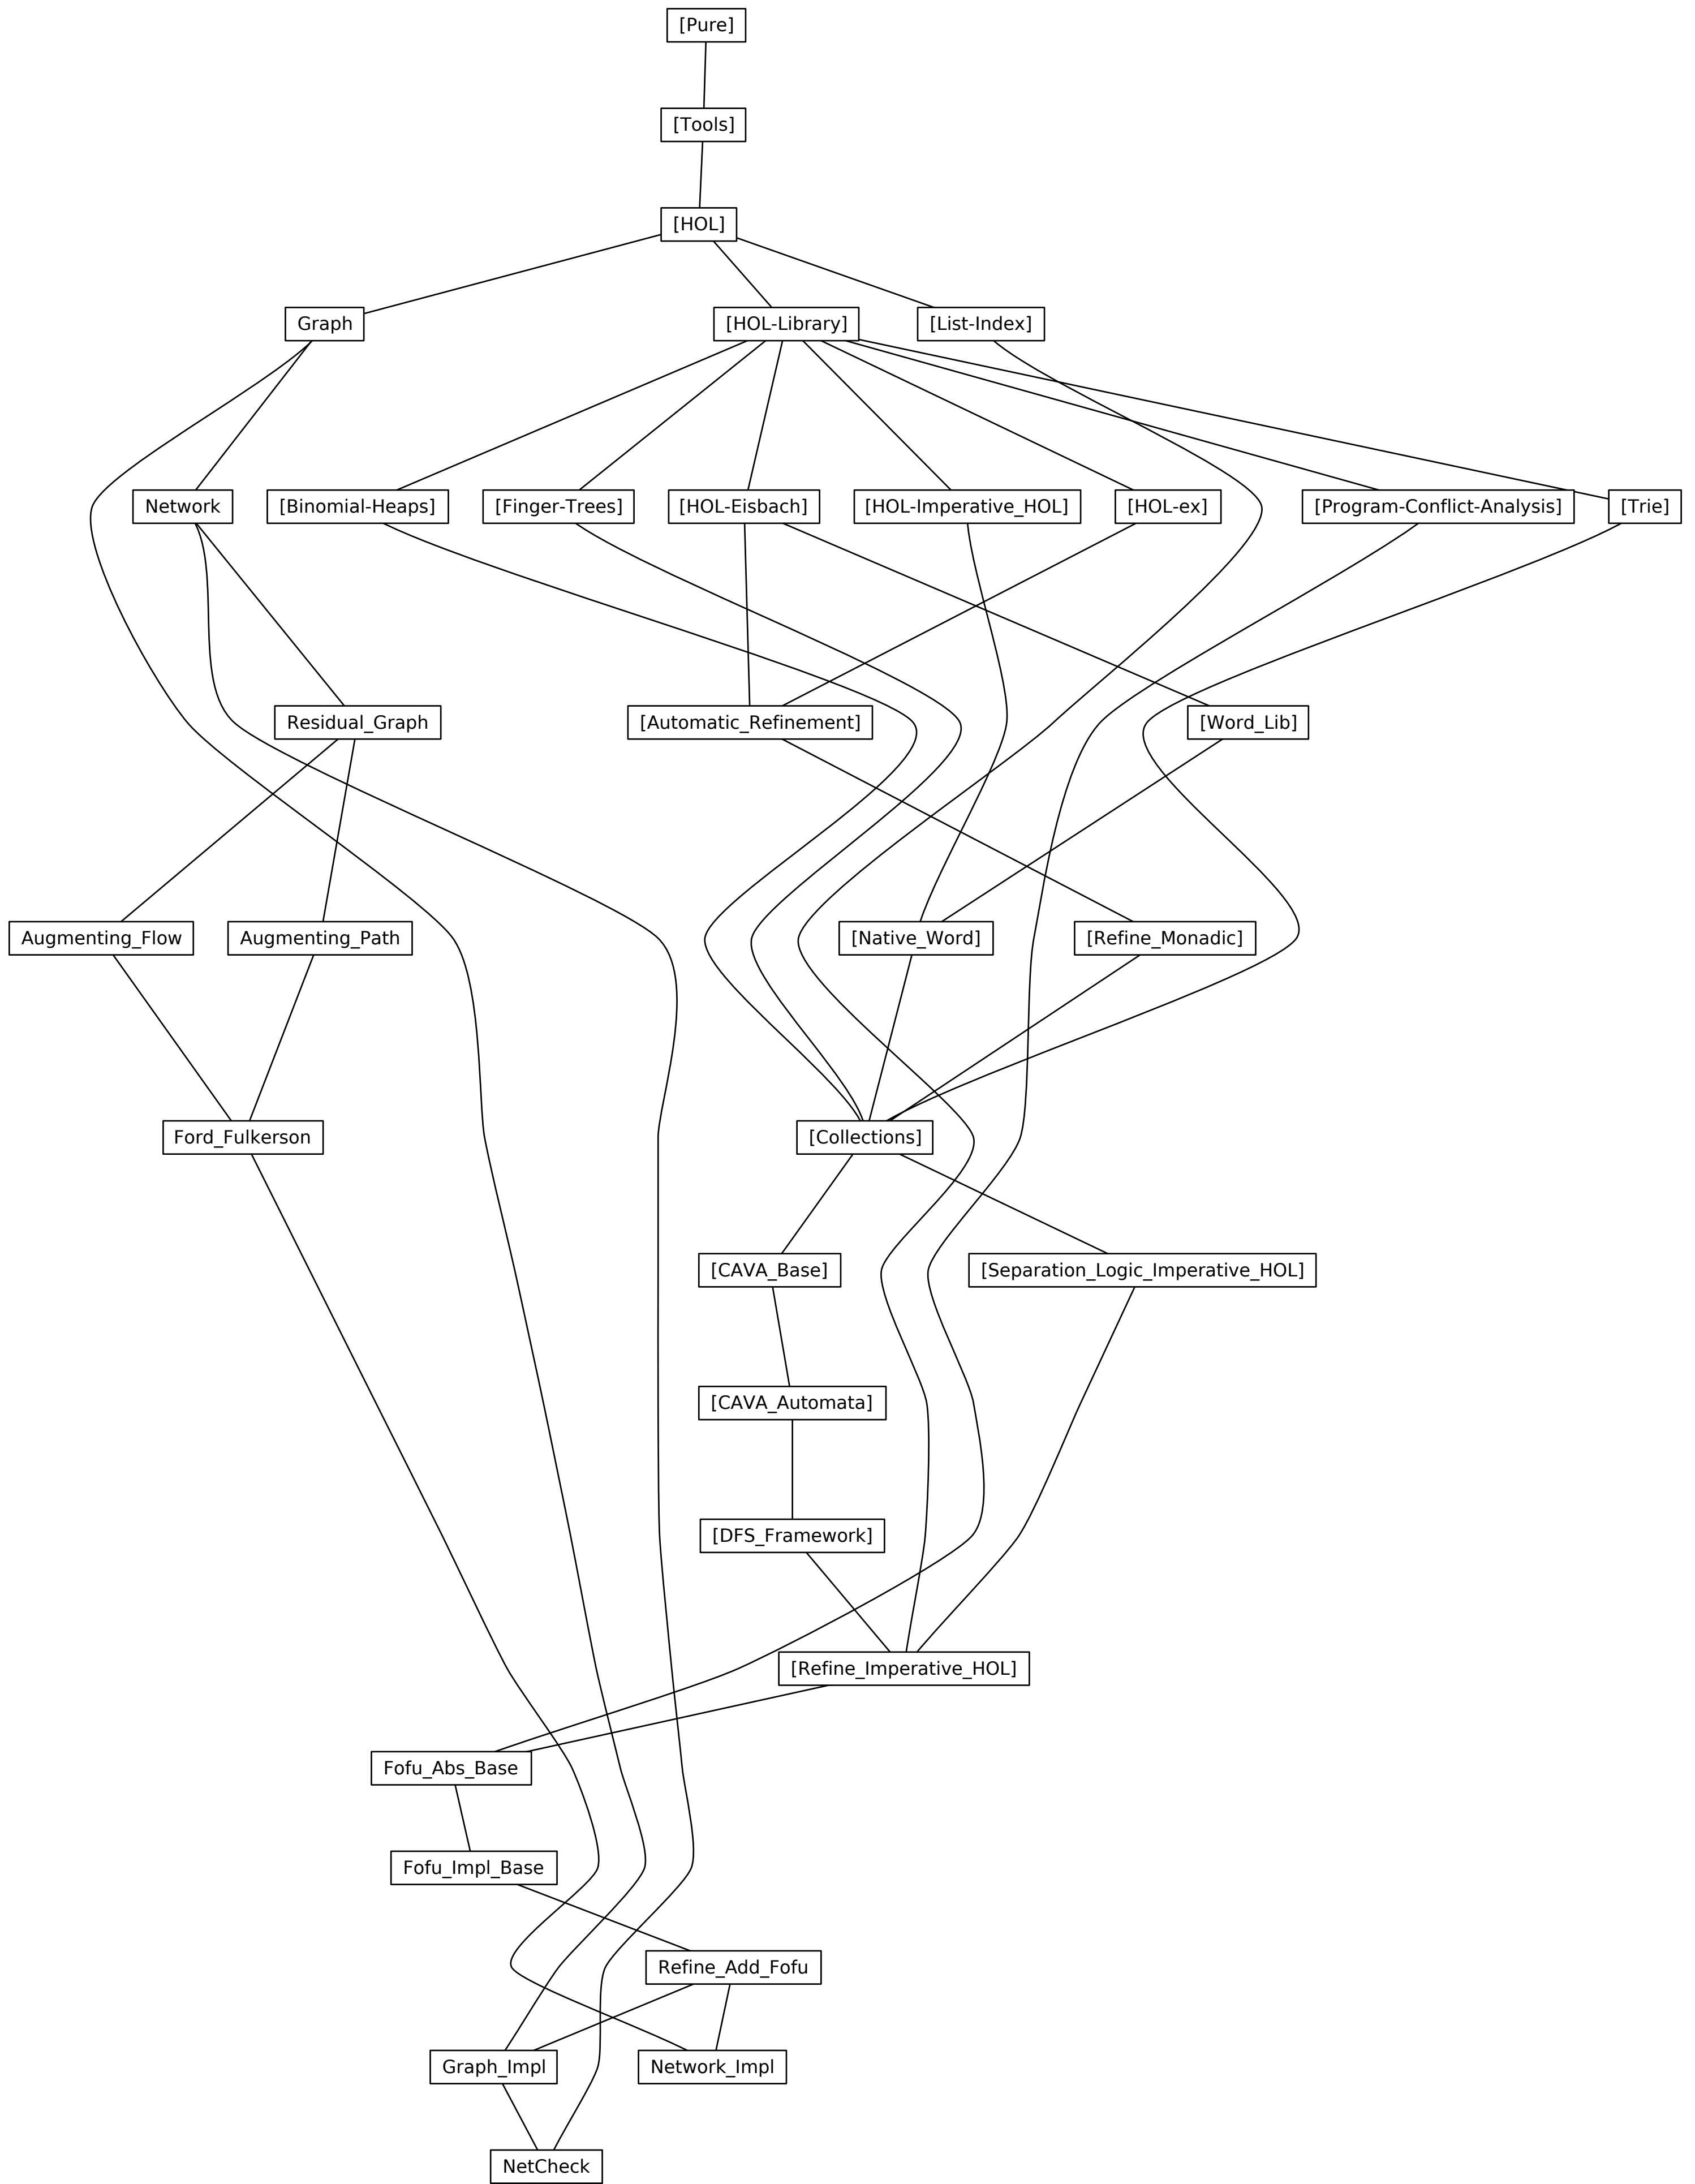 [Pure]
[Tools]
[HOL]
Graph
[HOL-Library]
[List-Index]
Network
[Binomial-Heaps]
[Finger-Trees]
[HOL-Eisbach]
[HOL-Imperative_HOL]
[HOL-ex]
[Program-Conflict-Analysis]
[Trie]
Residual_Graph
[Automatic_Refinement]
[Word_Lib]
Augmenting_Flow
Augmenting_Path
[Native_Word]
[Refine_Monadic]
Ford_Fulkerson
[Collections]
[CAVA_Base]
[Separation_Logic_Imperative_HOL]
[CAVA_Automata]
[DFS_Framework]
[Refine_Imperative_HOL]
Fofu_Abs_Base
Fofu_Impl_Base
Refine_Add_Fofu
Graph_Impl
Network_Impl
NetCheck